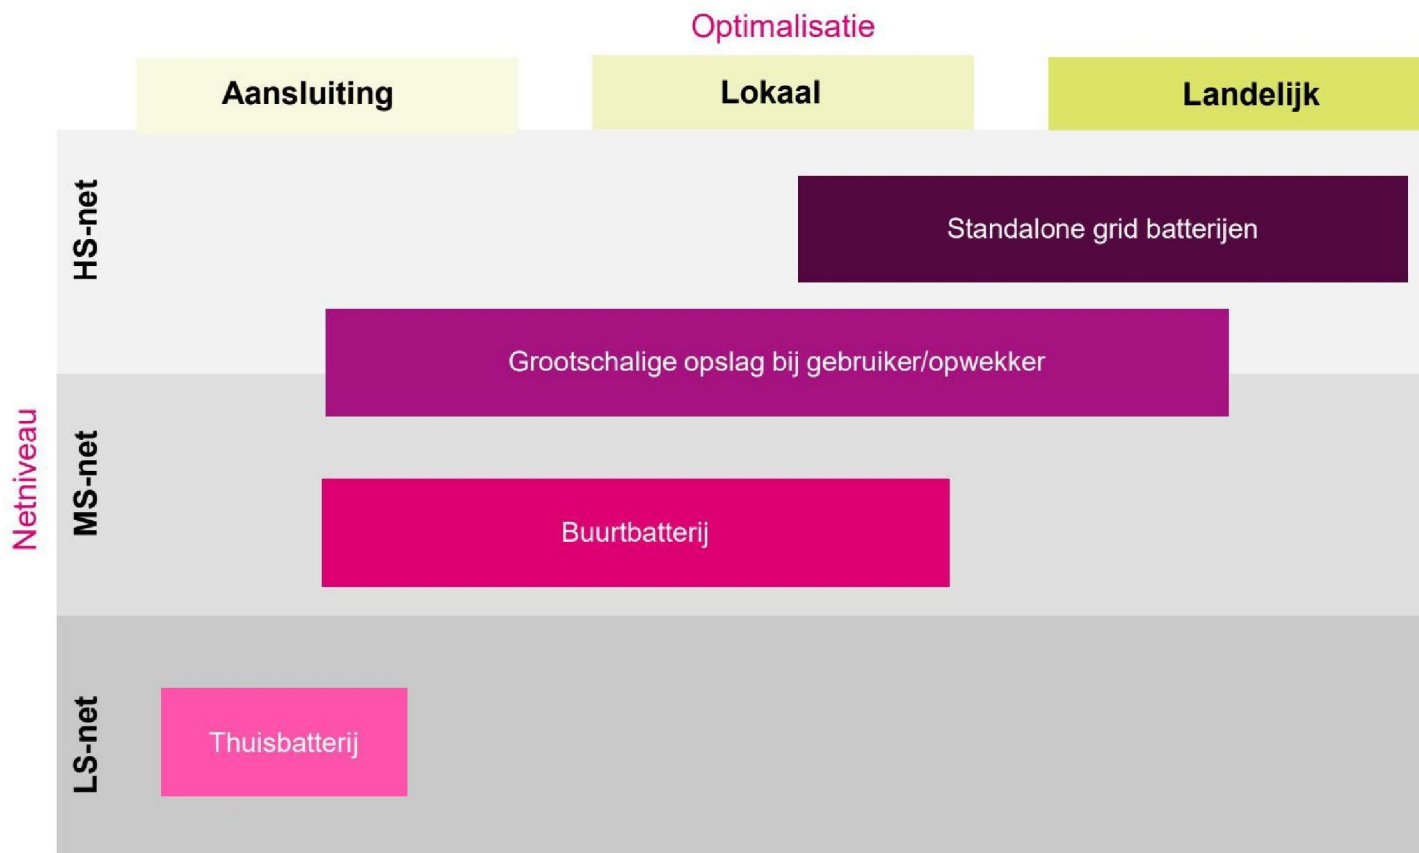 Optimalisatie
Aansluiting
Lokaal
Landelijk
HS-net
Standalone grid batterijen
Grootschalige opslag bij gebruiker/opwekker
Netniveau
MS-net
Buurtbatterij
LS-net
Thuisbatterij